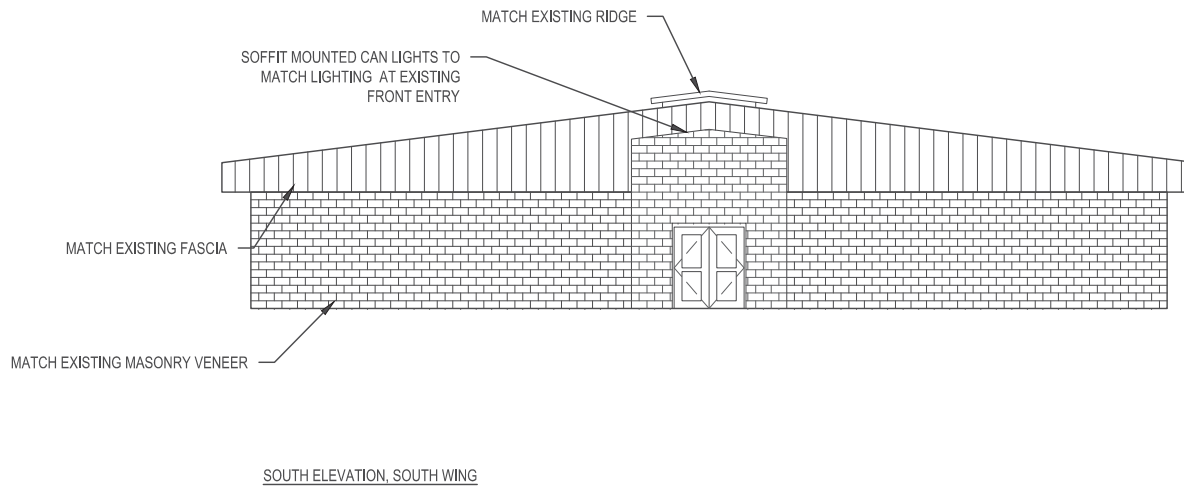 MATCH EXISTING RIDGE
SOFFIT MOUNTED CAN LIGHTS TO
MATCH LIGHTING AT EXISTING
FRONT ENTRY
MATCH EXISTING FASCIA
MATCH EXISTING MASONRY VENEER
SOUTH ELEVATION, SOUTH WING